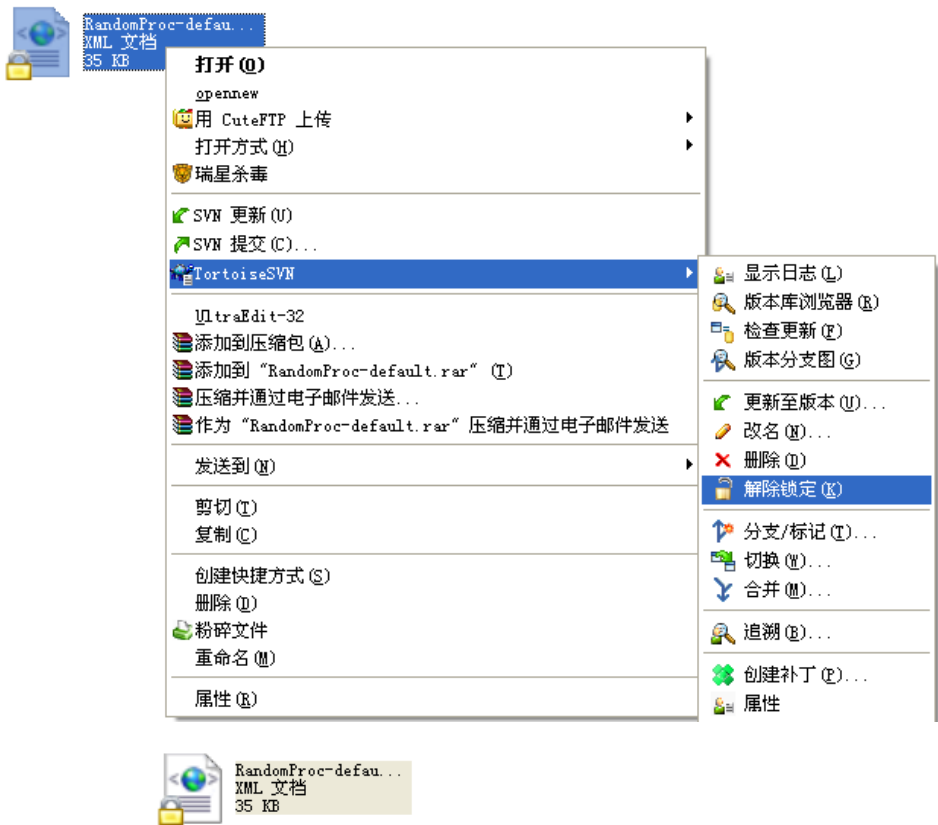 RandomProc-defau...
XML 文档
35 KB
打开(O)
opennew
用 CuteFTP 上传
打开方式(H)
瑞星杀毒
SVN 更新(U)
SVN 提交(C)...
TortoiseSVN
UltraEdit-32
添加到压缩包(A)...
添加到 "RandomProc-default.rar" (T)
压缩并通过电子邮件发送...
作为 "RandomProc-default.rar" 压缩并通过电子邮件发送
发送到(N)
剪切(T)
复制(C)
创建快捷方式(S)
删除(D)
粉碎文件
重命名(M)
属性(R)
显示日志(L)
版本库浏览器(R)
检查更新(F)
版本分支图(G)
更新至版本(U)...
改名(N)...
删除(D)
解除锁定(K)
分支/标记(T)...
切换(W)...
合并(M)...
追溯(B)...
创建补丁(P)...
属性
RandomProc-defau...
XML 文档
35 KB